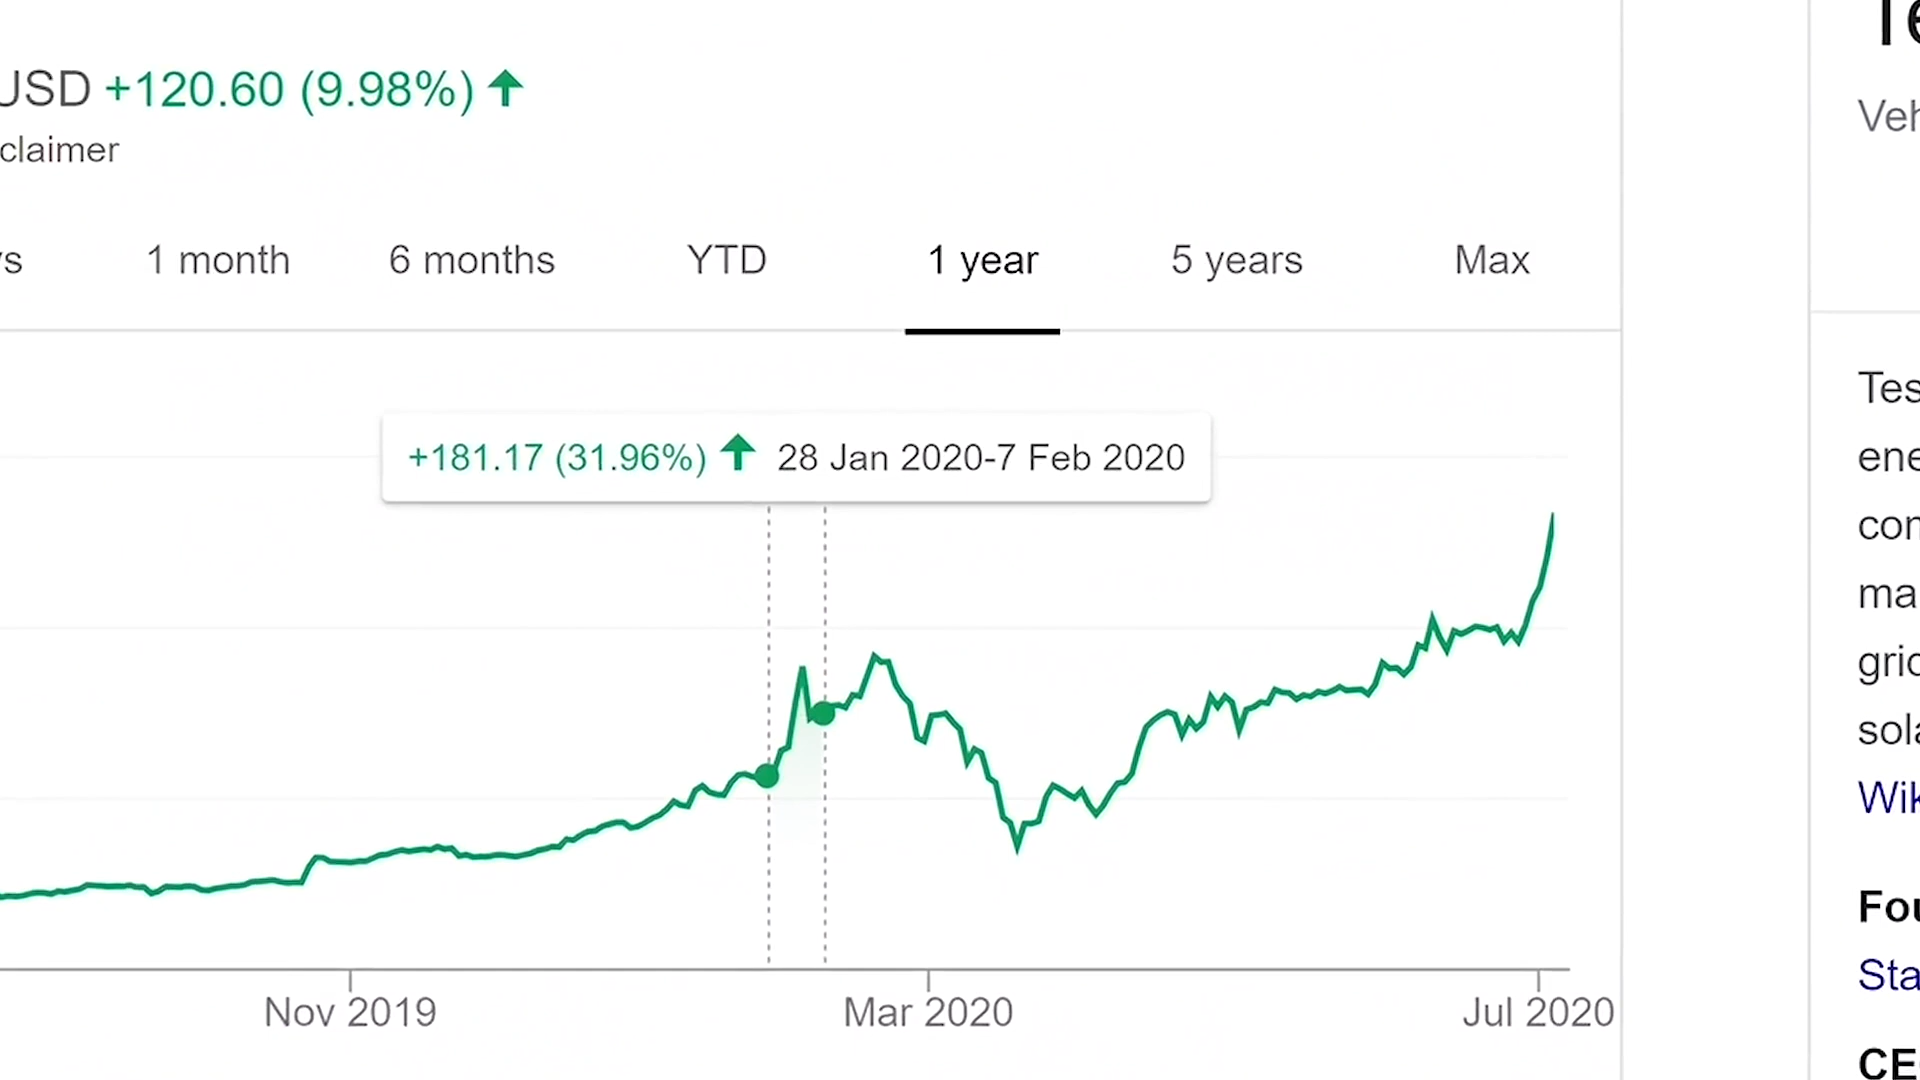 USD +120.60 (9.98%)
claimer
1 month 6 months YTD 1 year 5 years Max
+181.17 (31.96%) 28 Jan 2020-7 Feb 2020
Nov 2019 Mar 2020 Jul 2020
Te
Veh
Tes
ene
con
ma
grid
sola
Wik
Fou
Sta
CE